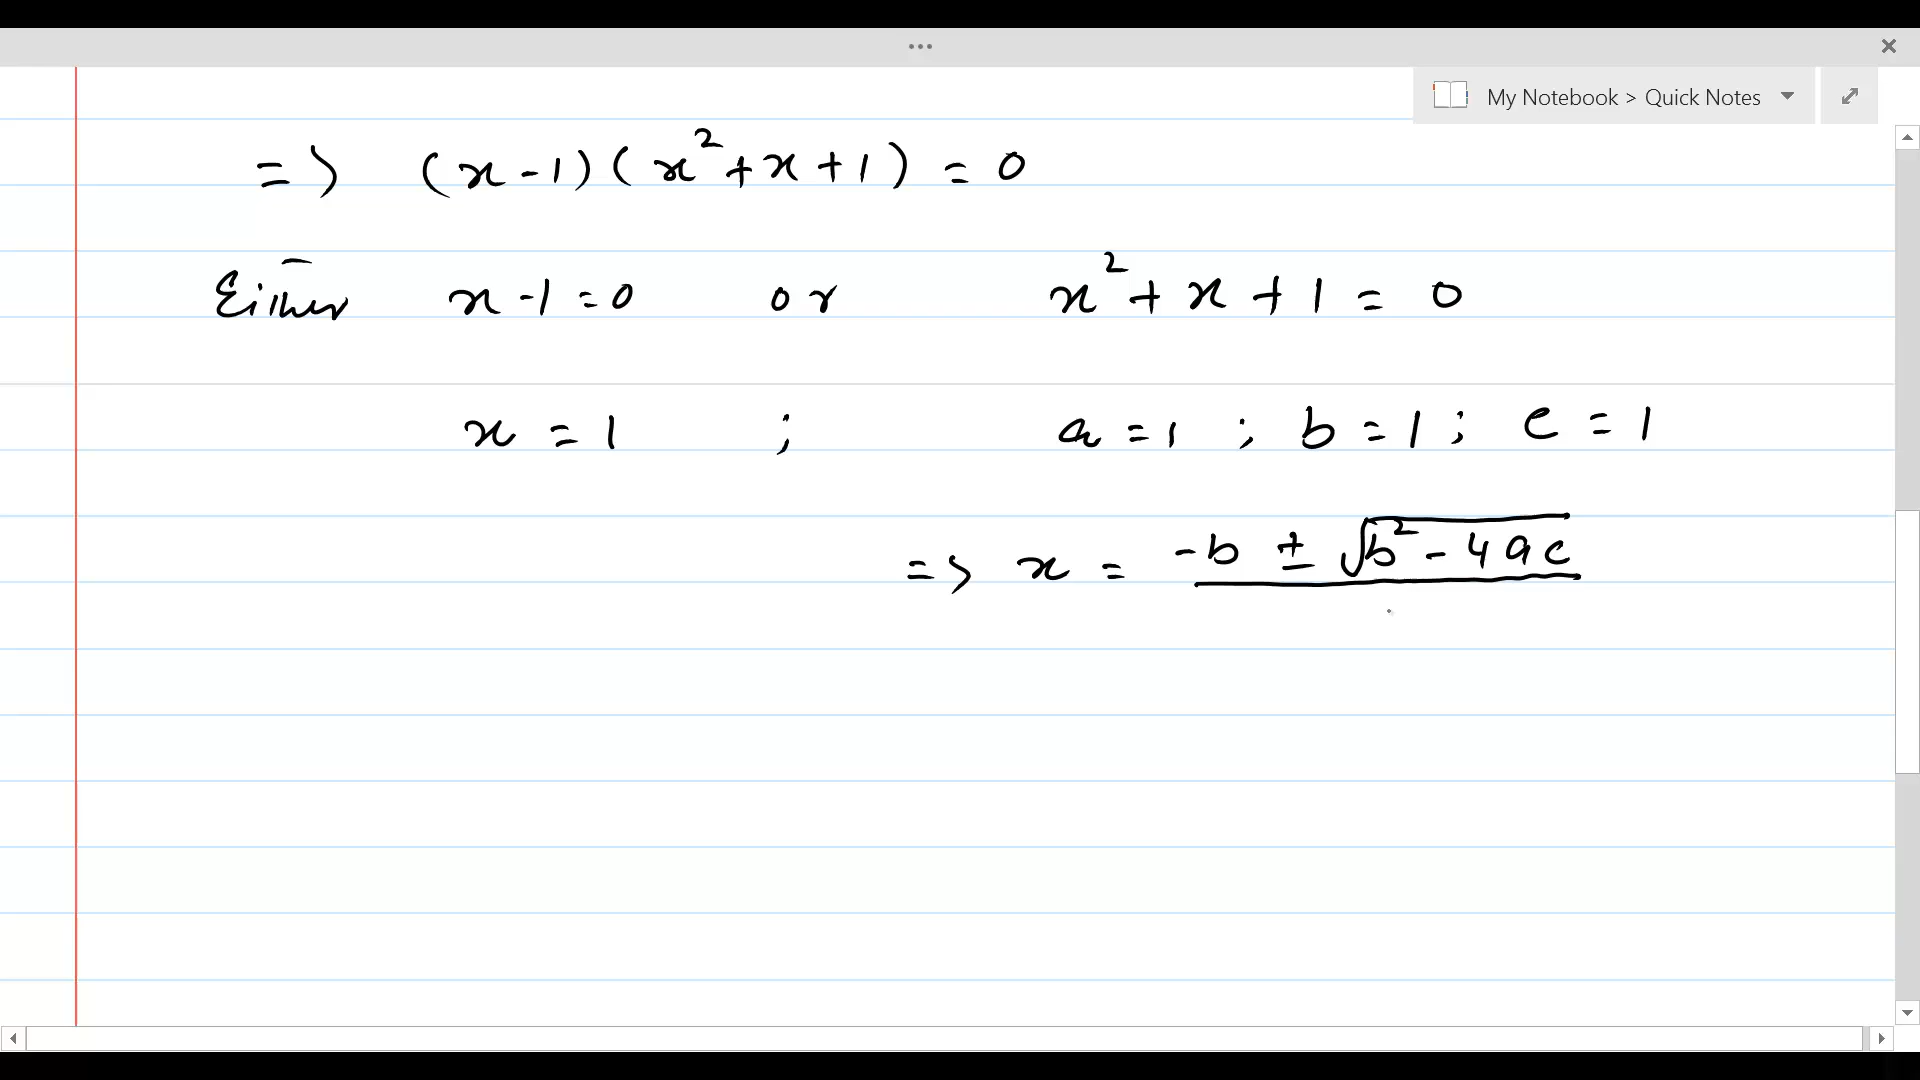 ...
My Notebook > Quick Notes
=> (x-1)(x²+x+1) = 0
Either x-1=0 or x²+x+1= 0
x = 1 ; a=1 ; b=1 ; c=1
=> x = -b ± √b²-4ac